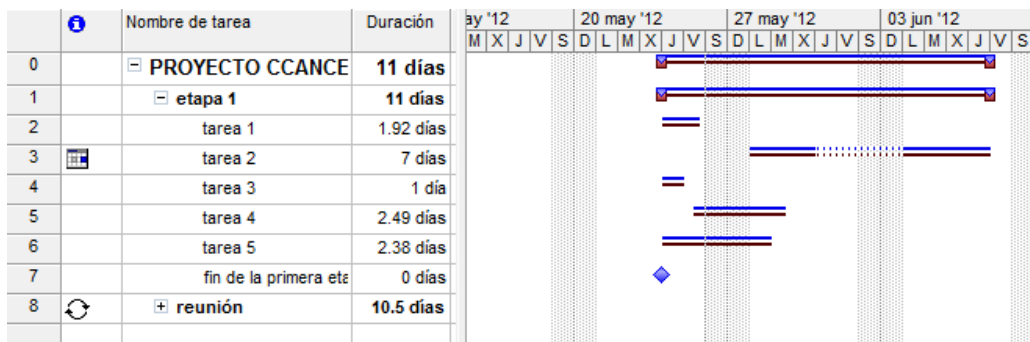 Nombre de tarea Duración ay '12 20 may '12 27 may '12 03 jun '12
M X J V S D L M X J V S D L M X J V S D L M X J V S
0 PROYECTO CCANCE 11 días
1 etapa 1 11 días
2 tarea 1 1.92 días
3 tarea 2 7 días
4 tarea 3 1 día
5 tarea 4 2.49 días
6 tarea 5 2.38 días
7 fin de la primera eta 0 días
8 reunión 10.5 días